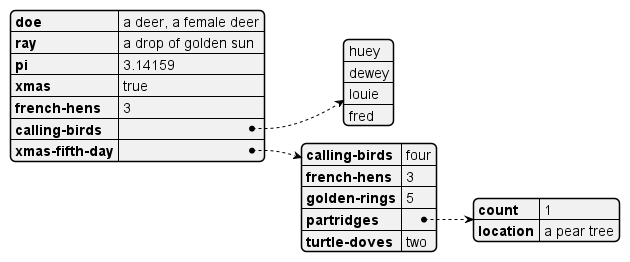 doe a deer, a female deer
ray a drop of golden sun
pi 3.14159
xmas true
french-hens 3
calling-birds
xmas-fifth-day
huey
dewey
louie
fred
calling-birds four
french-hens 3
golden-rings 5
partridges
turtle-doves two
count 1
location a pear tree